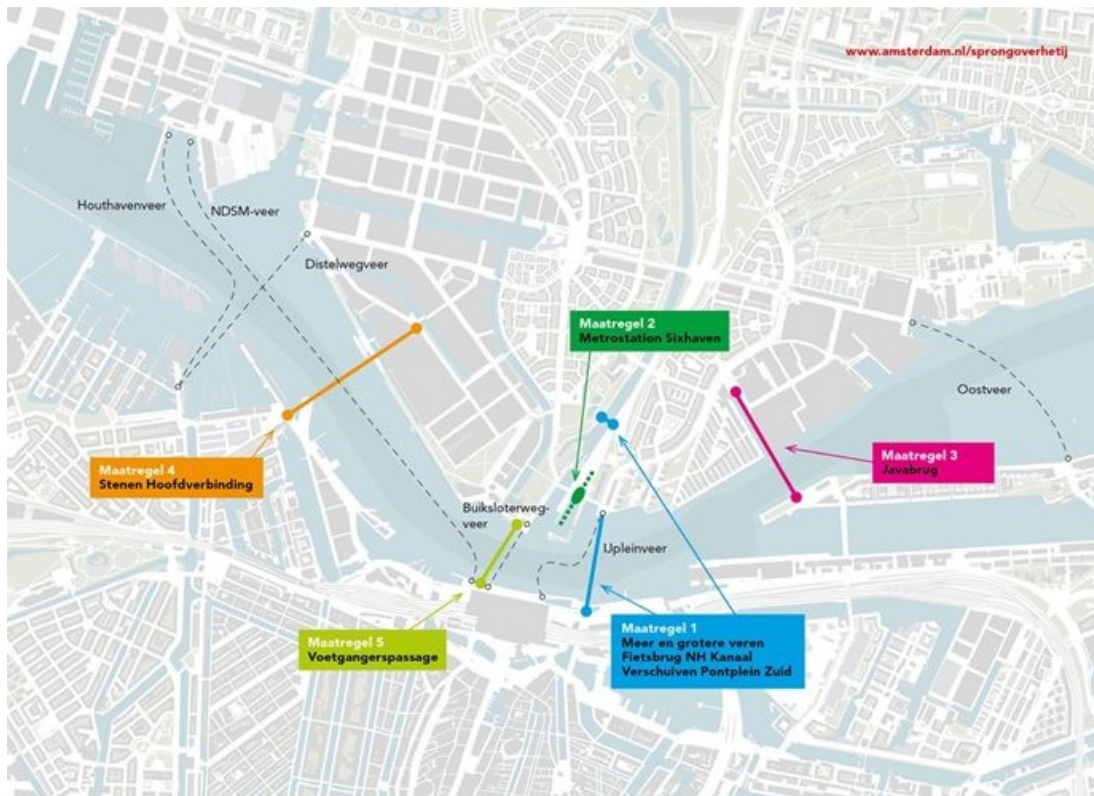 www.amsterdam.nl/sprongoverhetij
Houthavenveer
NDSM-veer
Distelwegveer
Maatregel 2
Metrostation Sixhaven
Oostveer
Maatregel 3
Javabrug
Maatregel 4
Stenen Hoofdverbinding
Buiksloterweg-
veer
IJpleinveer
Maatregel 1
Meer en grotere veren
Fietsbrug NH Kanaal
Verschuiven Pontplein Zuid
Maatregel 5
Voetgangerspassage